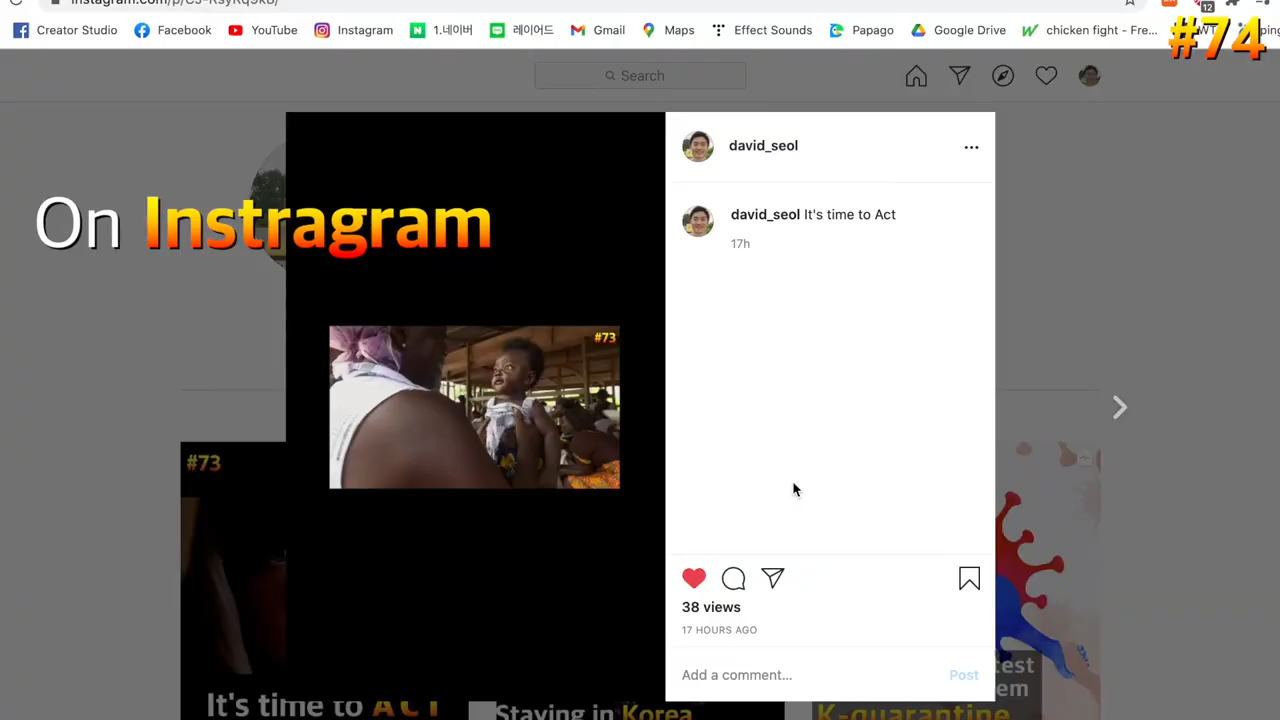 Creator Studio Facebook YouTube Instagram 1.네이버 레이어드 Gmail Maps Effect Sounds Papago Google Drive chicken fight - Fre...
12
#74
Search
david_seol
On Instragram
david_seol It's time to Act
17h
#73
#73
38 views
17 HOURS AGO
Add a comment... Post
It's time to ACT
Staying in Korea
K-quarantine